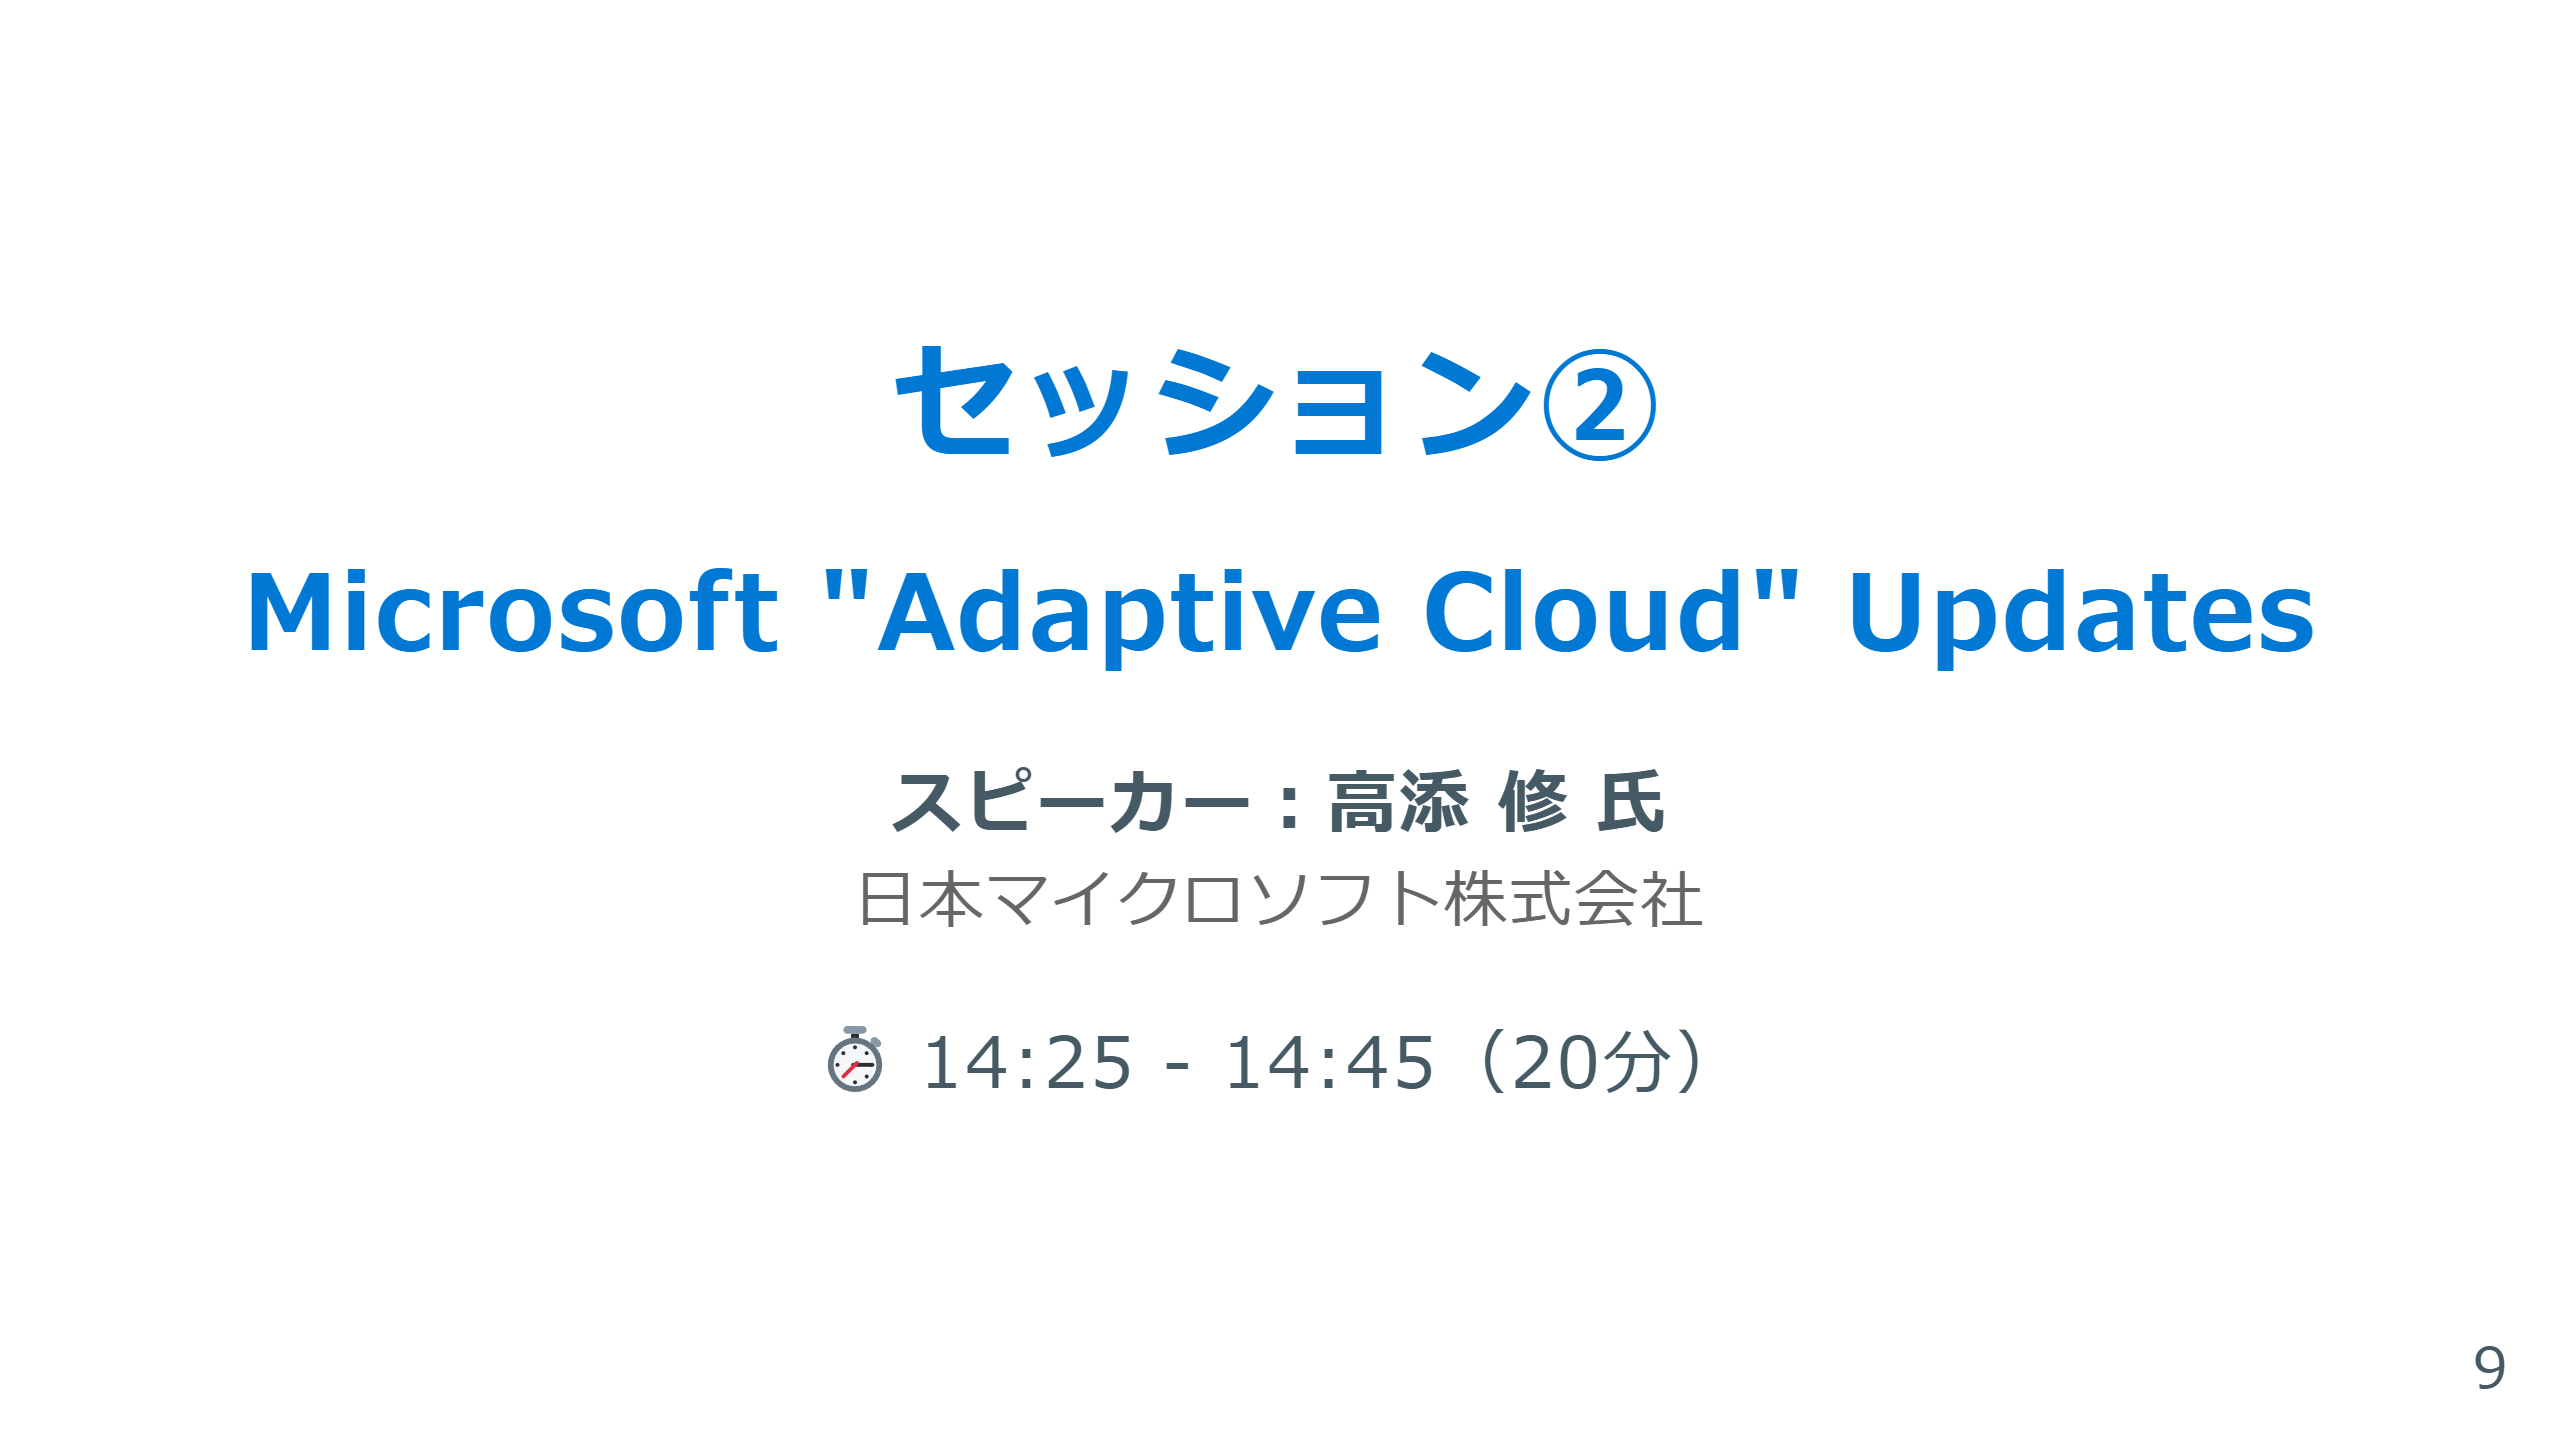 セッション②
Microsoft "Adaptive Cloud" Updates
スピーカー：高添 修 氏
日本マイクロソフト株式会社
⏱ 14:25 - 14:45（20分）
9